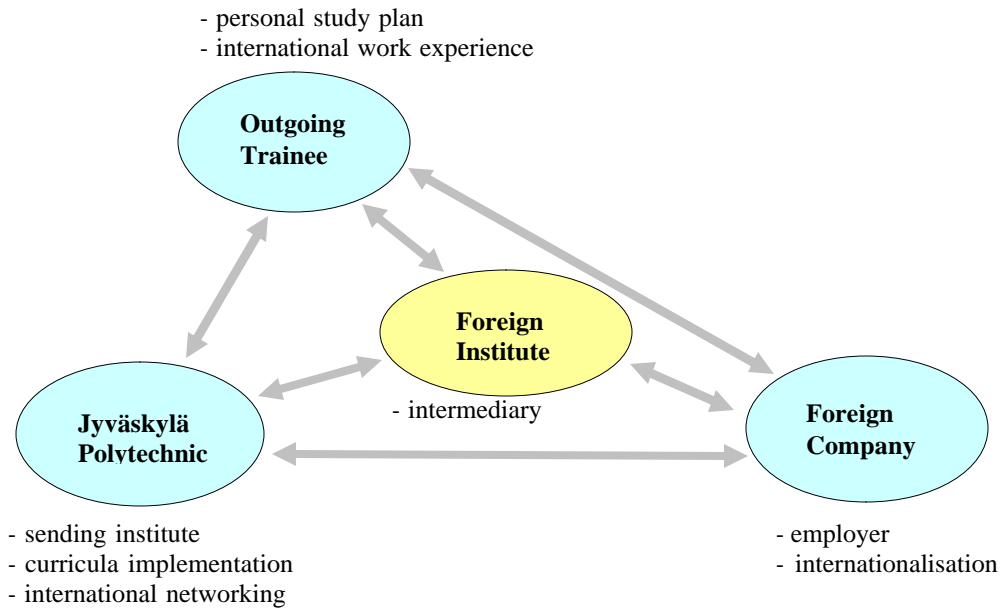 - personal study plan
- international work experience
Outgoing
Trainee
Foreign
Institute
- intermediary
Jyväskylä
Polytechnic
Foreign
Company
- sending institute
- curricula implementation
- international networking
- employer
- internationalisation